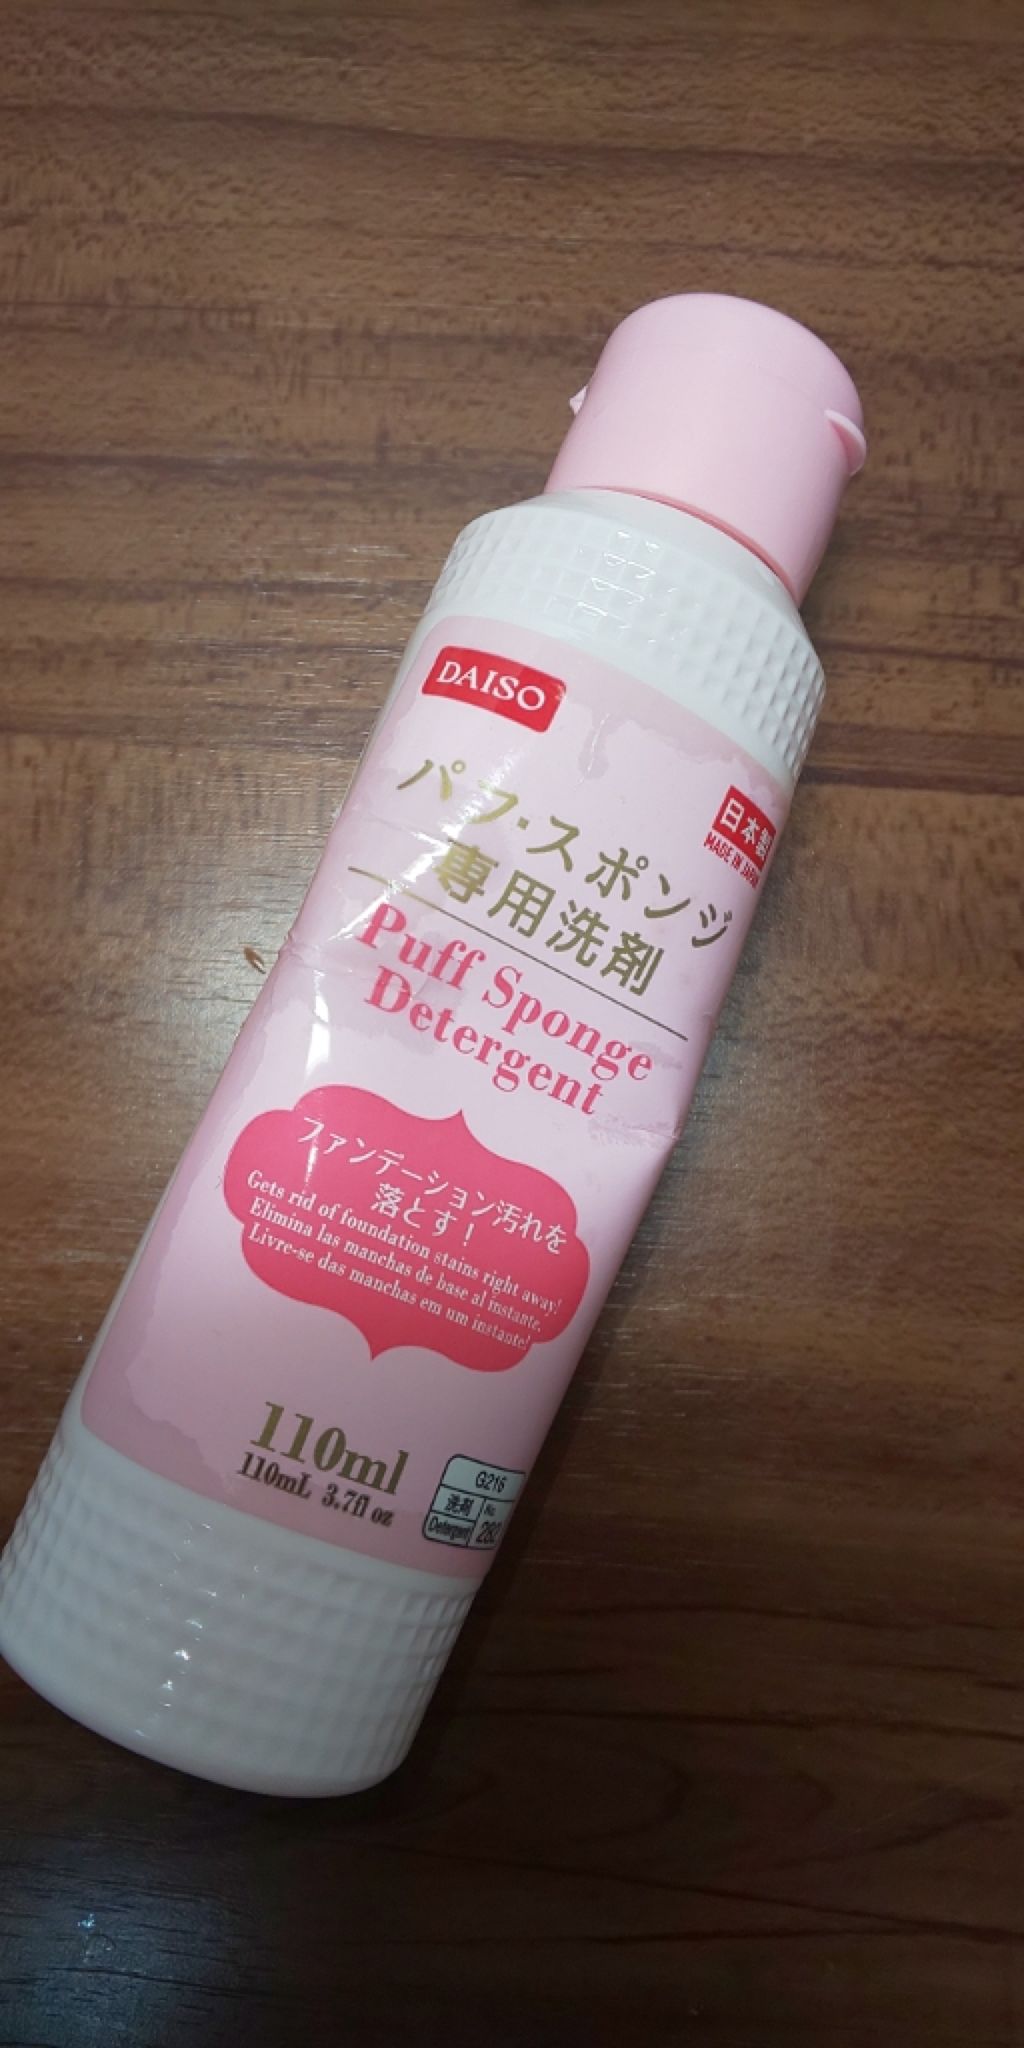 DAISO
日本製
MADE IN JAPAN
パフ・スポンジ
専用洗剤
Puff Sponge
Detergent
ファンデーション汚れを
落とす!
Gets rid of foundation stains right away!
Elimina las manchas de base al instante.
Livre-se das manchas em um instante!
110ml
110mL 3.7fl oz
G216
洗剤 No.
Detergent